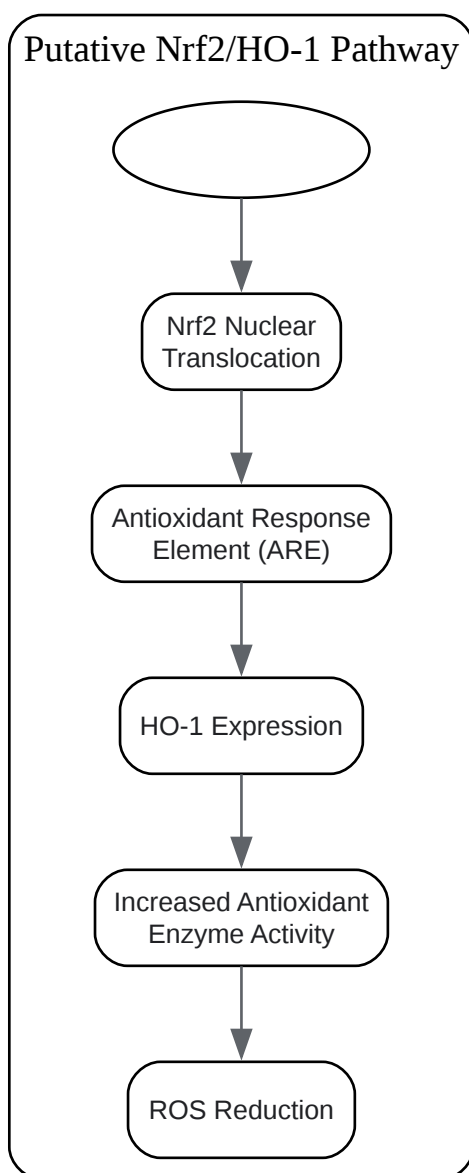 Putative Nrf2/HO-1 Pathway
Nrf2 Nuclear
Translocation
Antioxidant Response
Element (ARE)
HO-1 Expression
Increased Antioxidant
Enzyme Activity
ROS Reduction